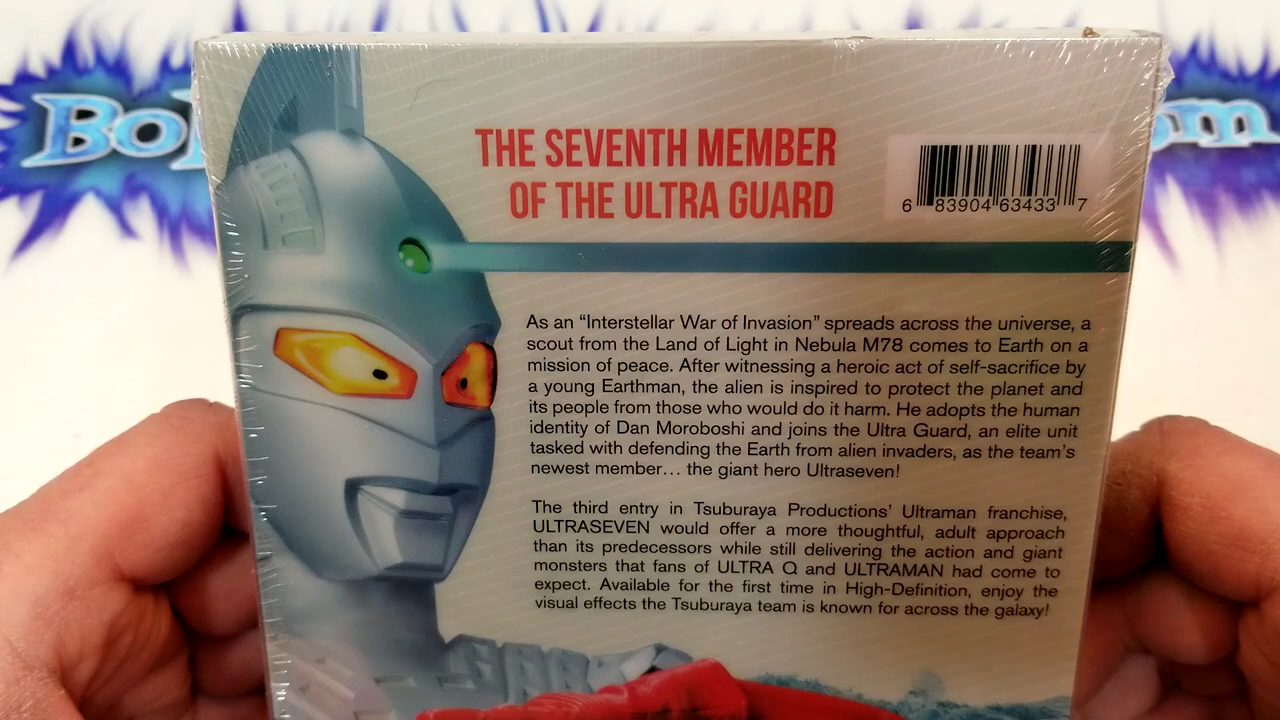 Bo
om
THE SEVENTH MEMBER
OF THE ULTRA GUARD
6 83904 63433 7
As an “Interstellar War of Invasion” spreads across the universe, a
scout from the Land of Light in Nebula M78 comes to Earth on a
mission of peace. After witnessing a heroic act of self-sacrifice by
a young Earthman, the alien is inspired to protect the planet and
its people from those who would do it harm. He adopts the human
identity of Dan Moroboshi and joins the Ultra Guard, an elite unit
tasked with defending the Earth from alien invaders, as the team’s
newest member… the giant hero Ultraseven!
The third entry in Tsuburaya Productions’ Ultraman franchise,
ULTRASEVEN would offer a more thoughtful, adult approach
than its predecessors while still delivering the action and giant
monsters that fans of ULTRA Q and ULTRAMAN had come to
expect. Available for the first time in High-Definition, enjoy the
visual effects the Tsuburaya team is known for across the galaxy!